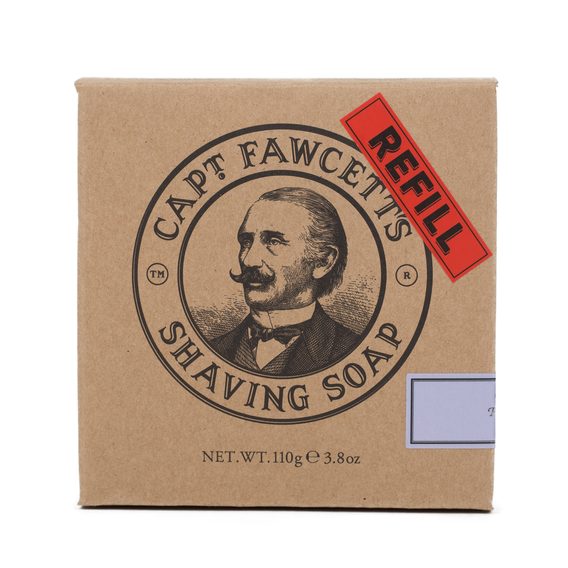 CAPT. FAWCETT'S
REFILL
TM
R
SHAVING SOAP
NET.WT. 110g ℮ 3.8oz